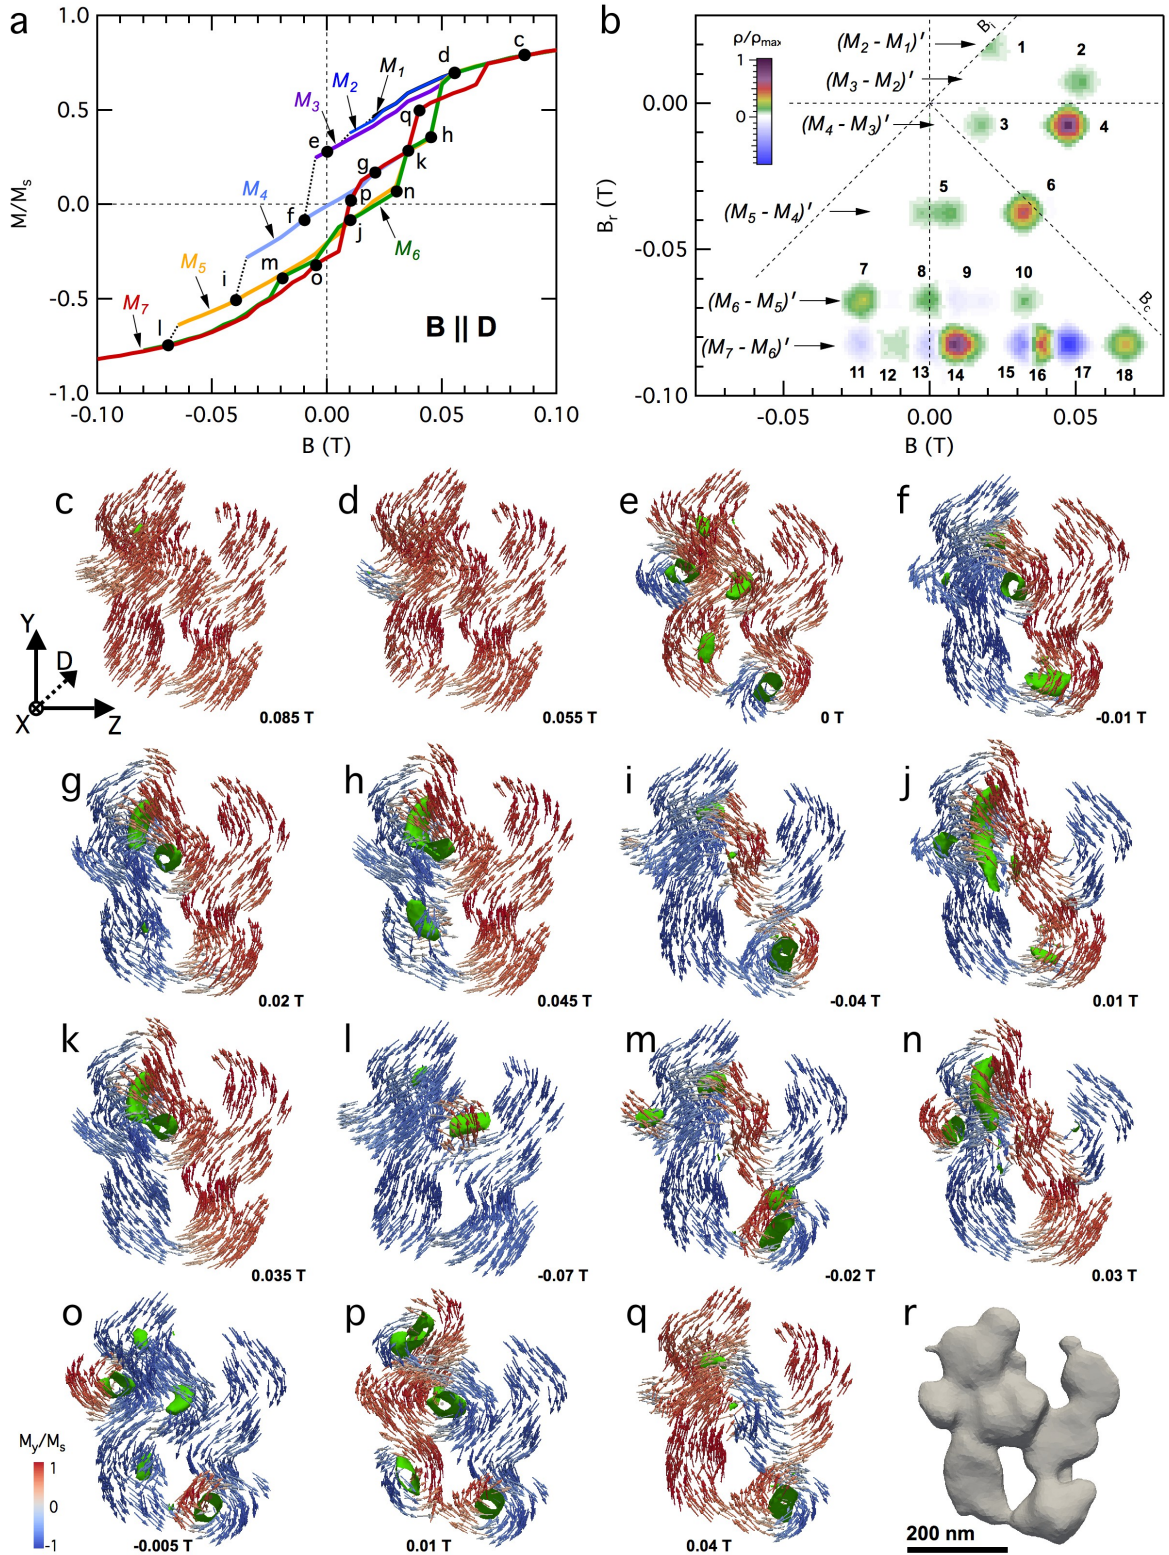 a
1.0
0.5
0.0
-0.5
-1.0
M/Ms
-0.10
-0.05
0.00
0.05
0.10
B (T)
M1
M2
M3
M4
M5
M6
M7
c
d
e
q
h
g
k
f
p
n
j
i
m
o
l
B || D
b
ρ/ρmax
1
0
(M2 – M1)′
(M3 – M2)′
(M4 – M3)′
(M5 – M4)′
(M6 – M5)′
(M7 – M6)′
Bi
Bc
1
2
3
4
5
6
7
8
9
10
11
12
13
14
15
16
17
18
0.00
-0.05
-0.10
Br (T)
-0.05
0.00
0.05
B (T)
c
0.085 T
d
0.055 T
e
0 T
f
-0.01 T
Y
D
X
Z
g
0.02 T
h
0.045 T
i
-0.04 T
j
0.01 T
k
0.035 T
l
-0.07 T
m
-0.02 T
n
0.03 T
o
-0.005 T
p
0.01 T
q
0.04 T
r
200 nm
My/Ms
1
0
-1